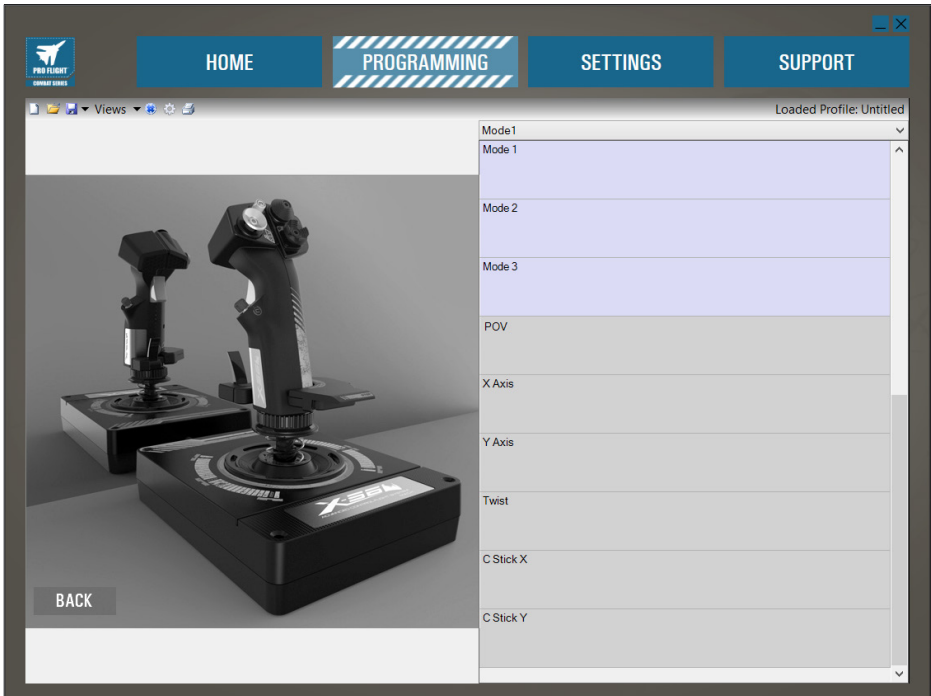 PRO FLIGHT
COMBAT SERIES
HOME
PROGRAMMING
SETTINGS
SUPPORT
Views
Loaded Profile: Untitled
Mode1
Mode 1
Mode 2
Mode 3
POV
X Axis
Y Axis
Twist
C Stick X
C Stick Y
X-56
BACK